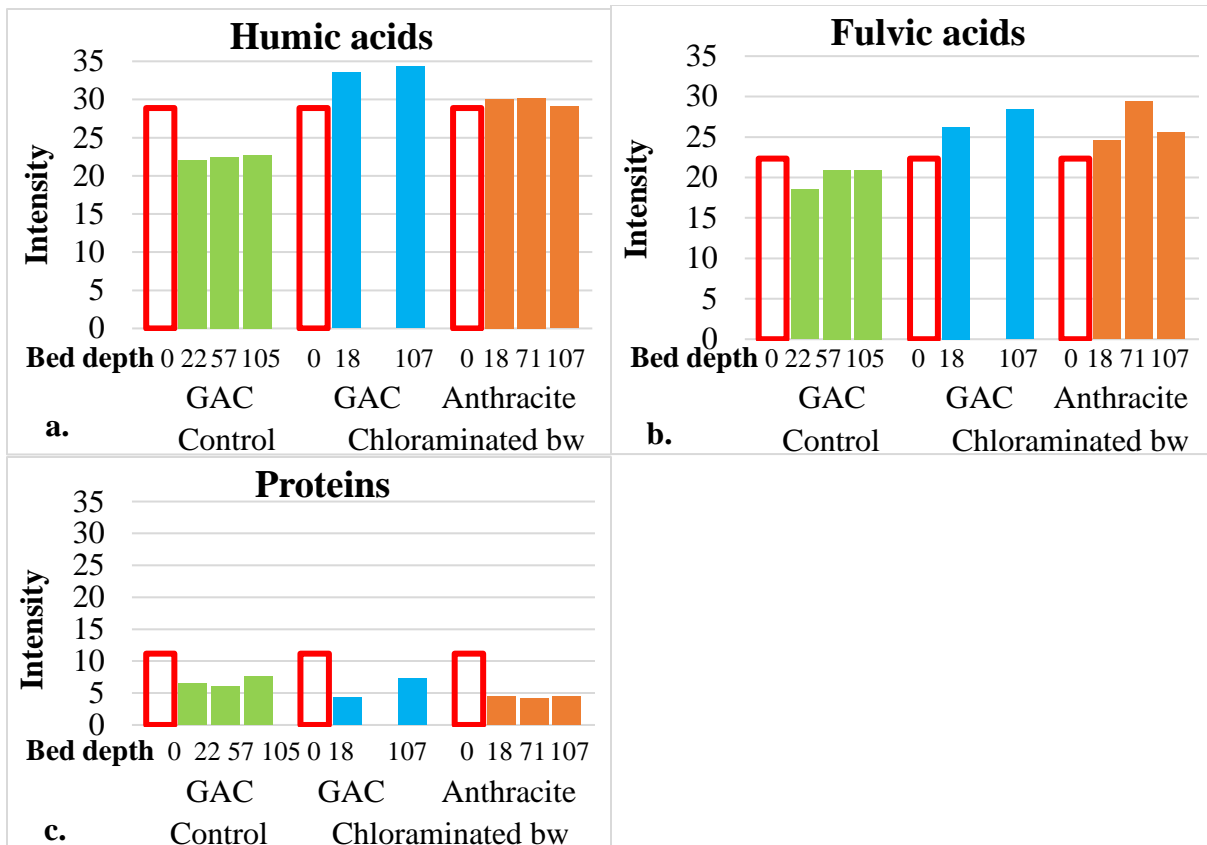 Humic acids
35
30
25
20
15
10
5
0
Intensity
Bed depth 0 22 57 105 0 18 107 0 18 71 107
GAC GAC Anthracite
Control Chloraminated bw
a.
Fulvic acids
35
30
25
20
15
10
5
0
Intensity
Bed depth 0 22 57 105 0 18 107 0 18 71 107
GAC GAC Anthracite
Control Chloraminated bw
b.
Proteins
35
30
25
20
15
10
5
0
Intensity
Bed depth 0 22 57 105 0 18 107 0 18 71 107
GAC GAC Anthracite
Control Chloraminated bw
c.